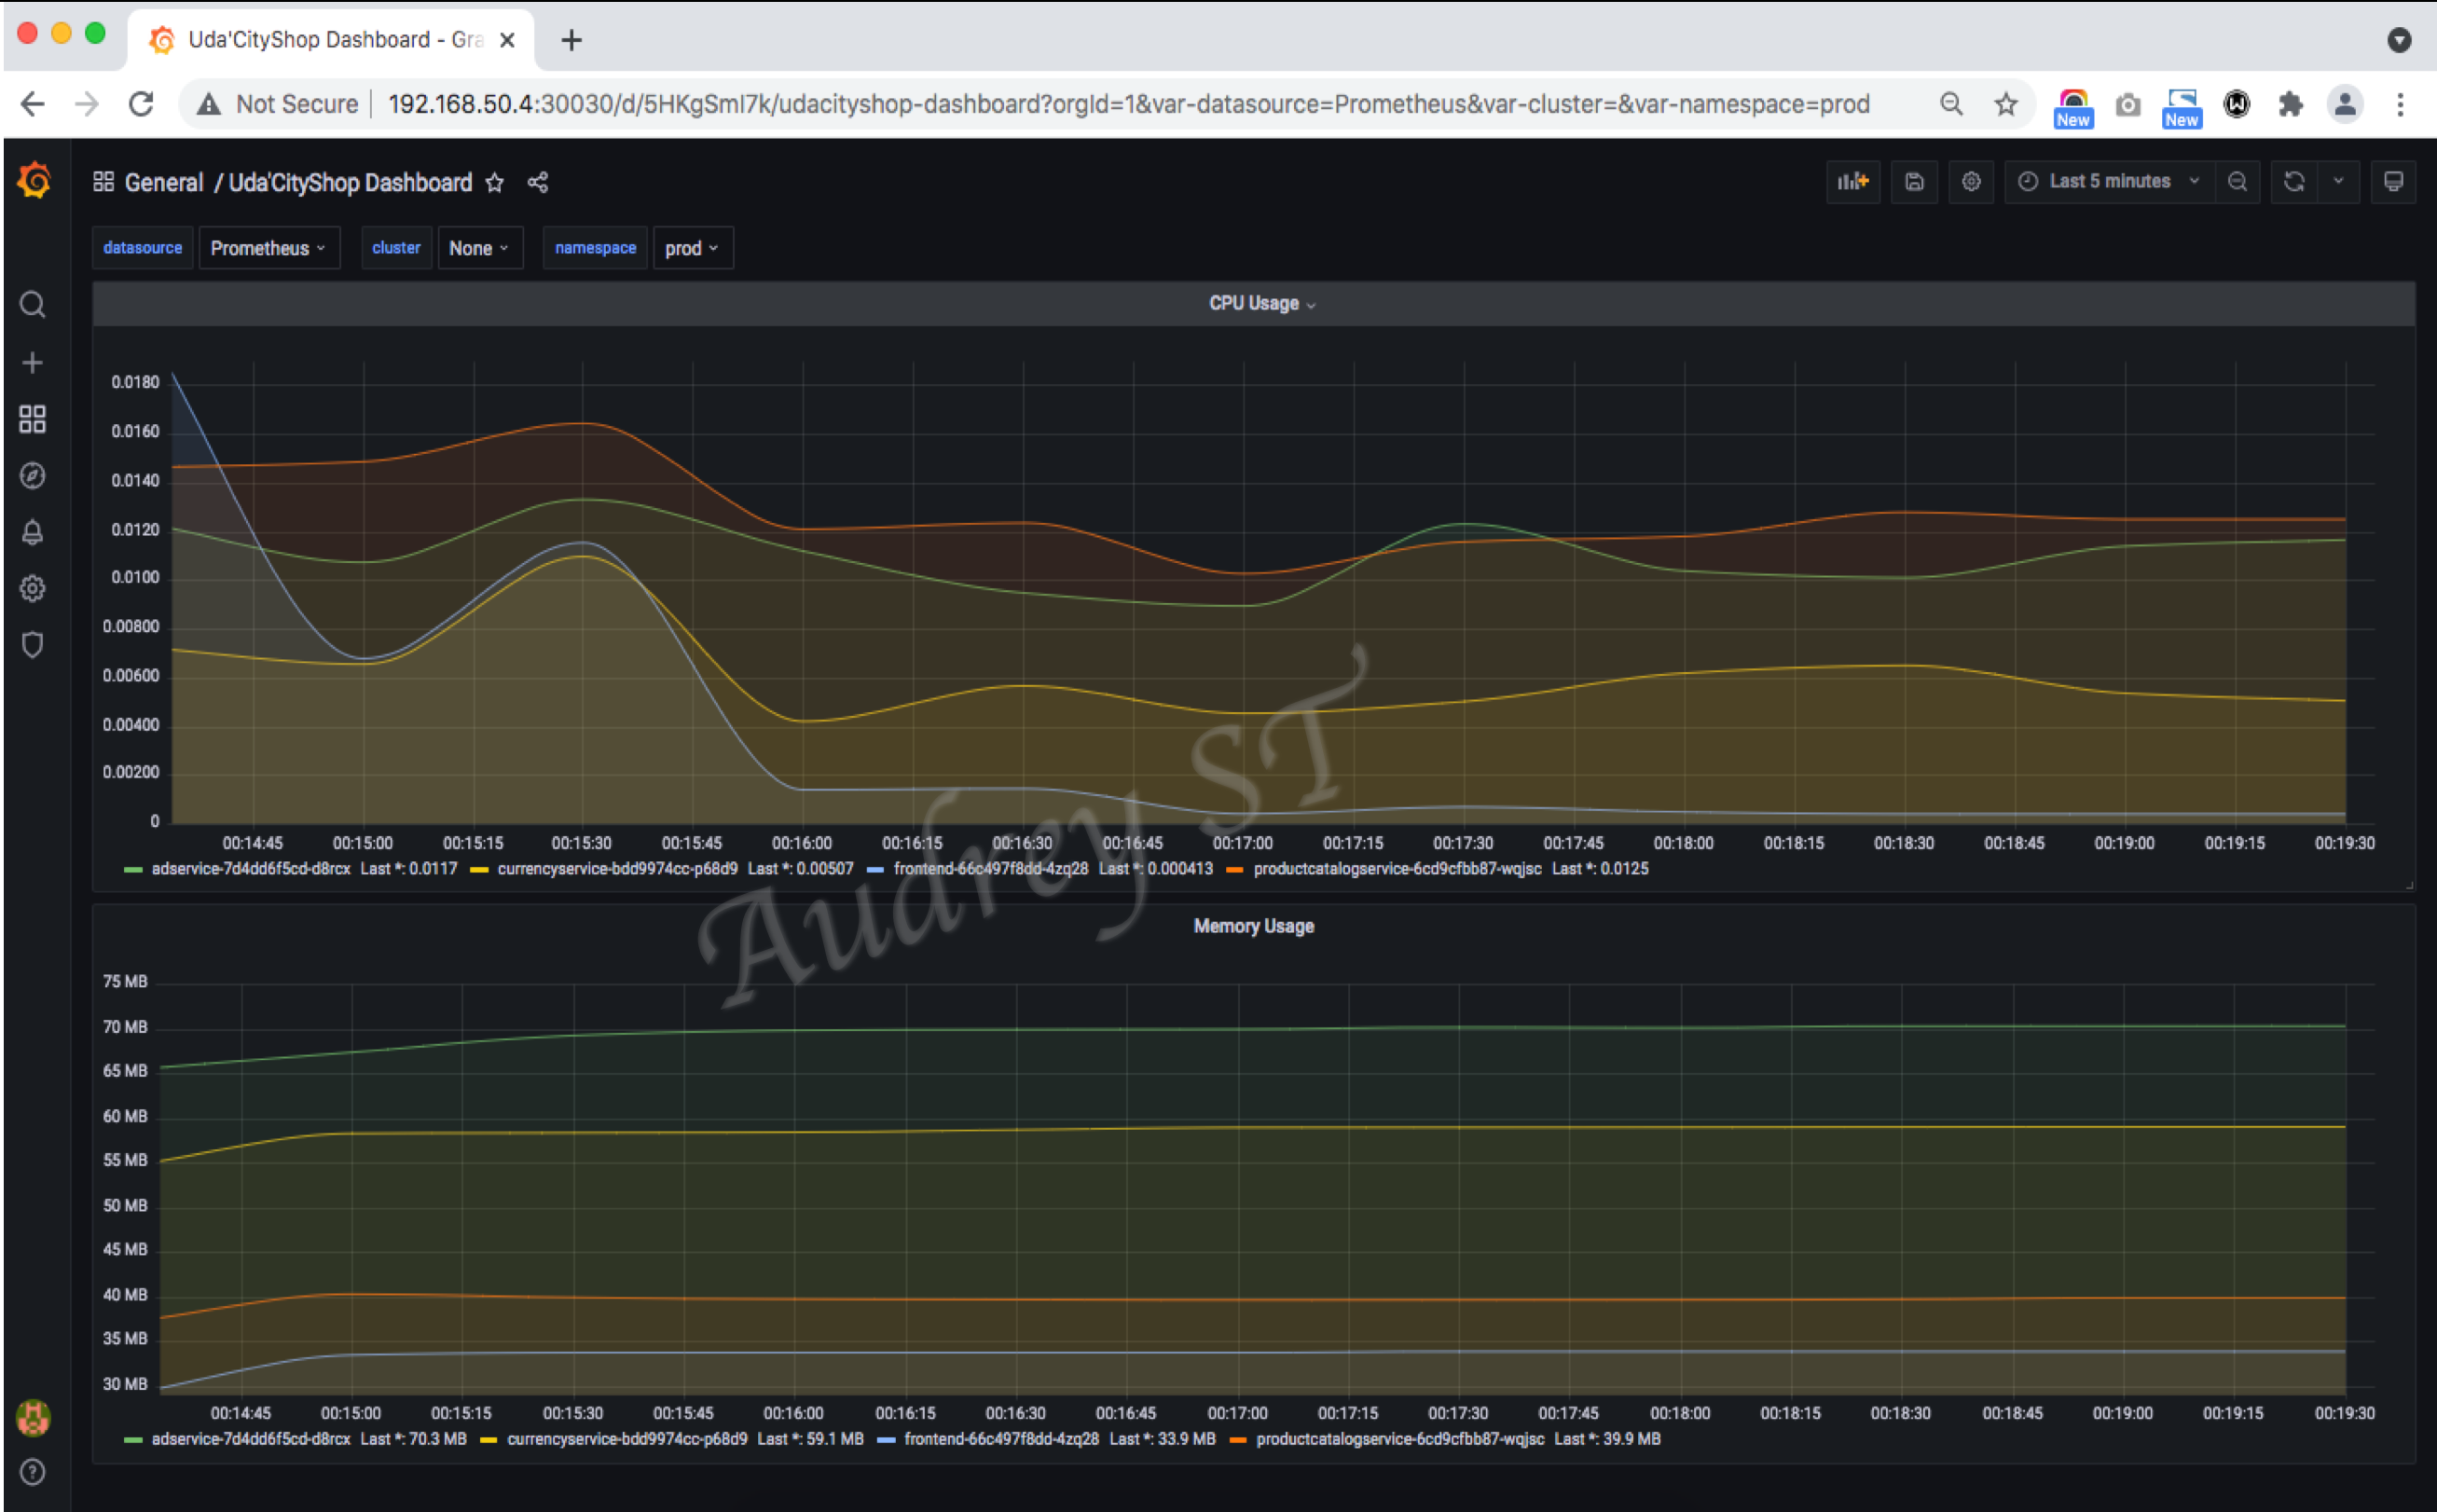 Uda'CityShop Dashboard - Gra
Not Secure 192.168.50.4:30030/d/5HKgSmI7k/udacityshop-dashboard?orgId=1&var-datasource=Prometheus&var-cluster=&var-namespace=prod
New New
General / Uda'CityShop Dashboard
Last 5 minutes
datasource Prometheus cluster None namespace prod
CPU Usage
0.0180
0.0160
0.0140
0.0120
0.0100
0.00800
0.00600
0.00400
0.00200
0
00:14:45 00:15:00 00:15:15 00:15:30 00:15:45 00:16:00 00:16:15 00:16:30 00:16:45 00:17:00 00:17:15 00:17:30 00:17:45 00:18:00 00:18:15 00:18:30 00:18:45 00:19:00 00:19:15 00:19:30
adservice-7d4dd6f5cd-d8rcx Last *: 0.0117 currencyservice-bdd9974cc-p68d9 Last *: 0.00507 frontend-66c497f8dd-4zq28 Last *: 0.000413 productcatalogservice-6cd9cfbb87-wqjsc Last *: 0.0125
Audrey ST
Memory Usage
75 MB
70 MB
65 MB
60 MB
55 MB
50 MB
45 MB
40 MB
35 MB
30 MB
00:14:45 00:15:00 00:15:15 00:15:30 00:15:45 00:16:00 00:16:15 00:16:30 00:16:45 00:17:00 00:17:15 00:17:30 00:17:45 00:18:00 00:18:15 00:18:30 00:18:45 00:19:00 00:19:15 00:19:30
adservice-7d4dd6f5cd-d8rcx Last *: 70.3 MB currencyservice-bdd9974cc-p68d9 Last *: 59.1 MB frontend-66c497f8dd-4zq28 Last *: 33.9 MB productcatalogservice-6cd9cfbb87-wqjsc Last *: 39.9 MB